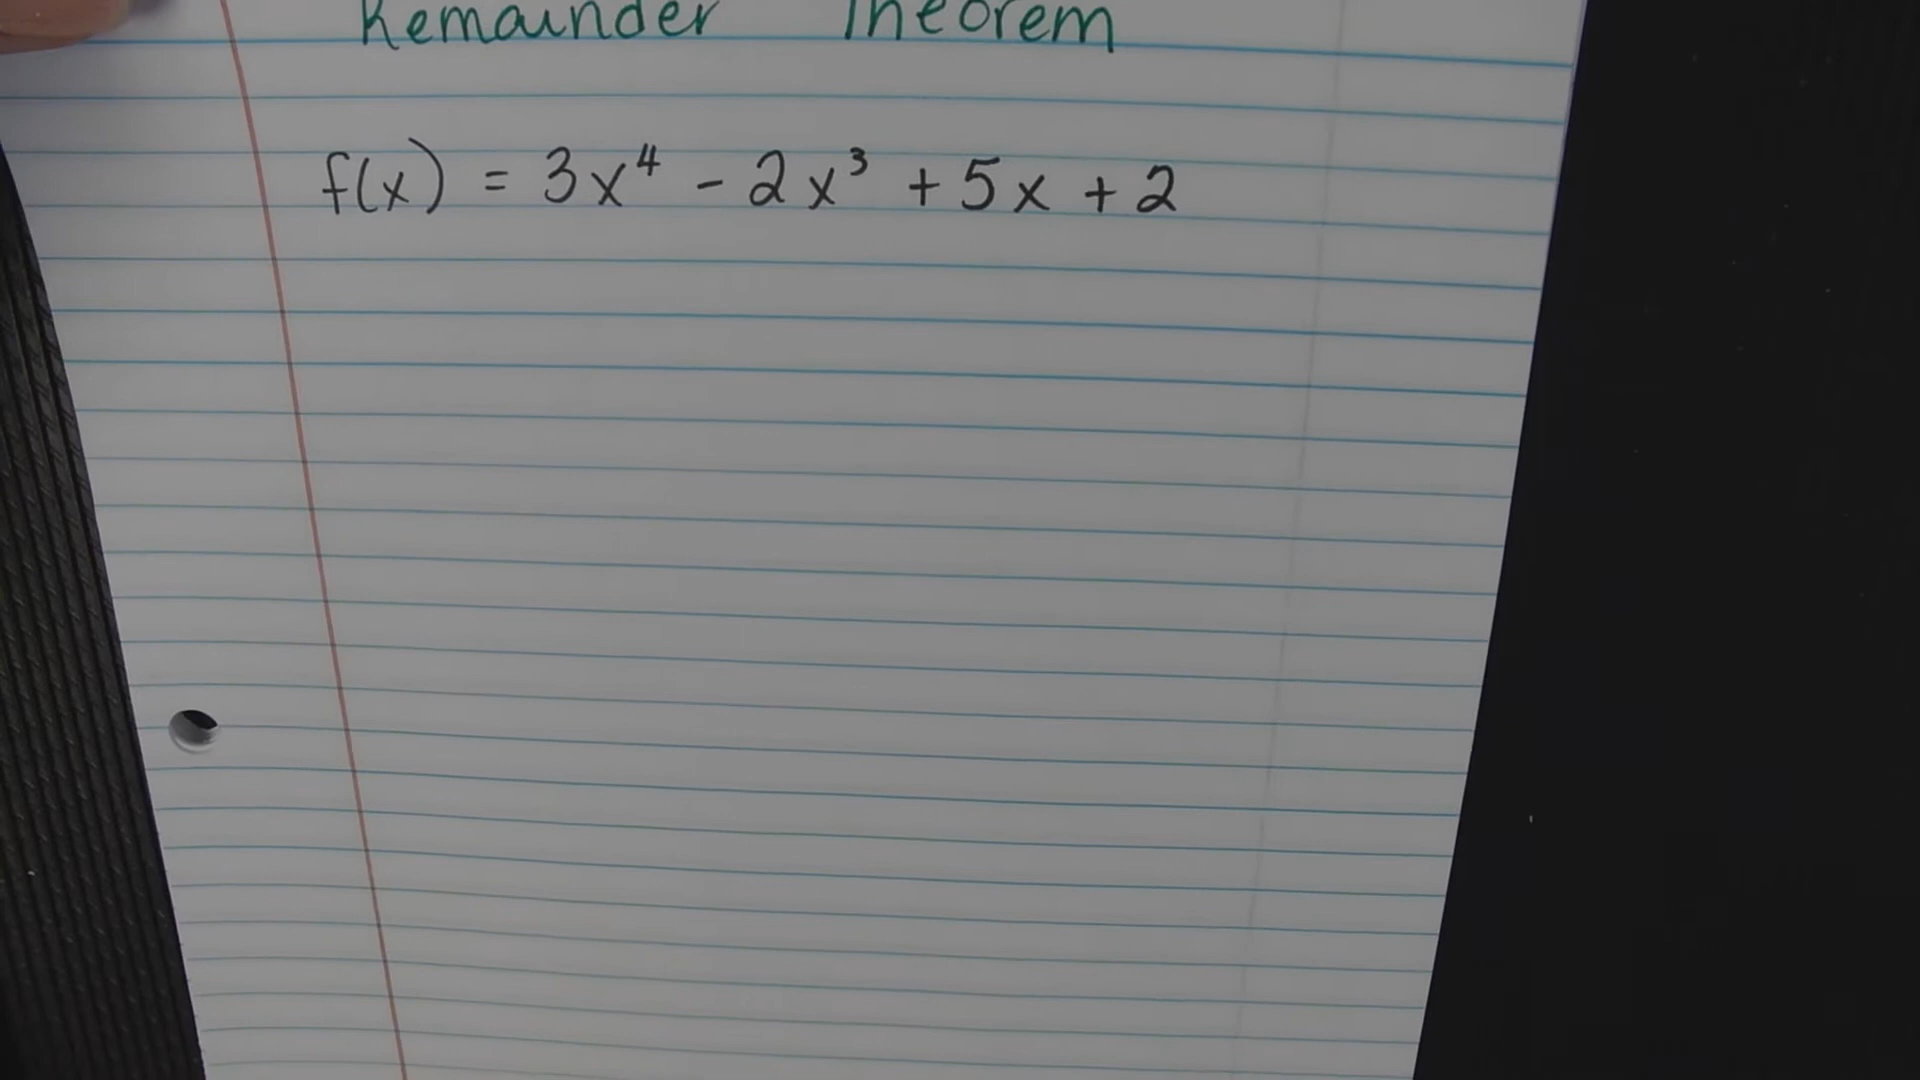 Remainder Theorem
f(x) = 3x⁴ - 2x³ + 5x + 2